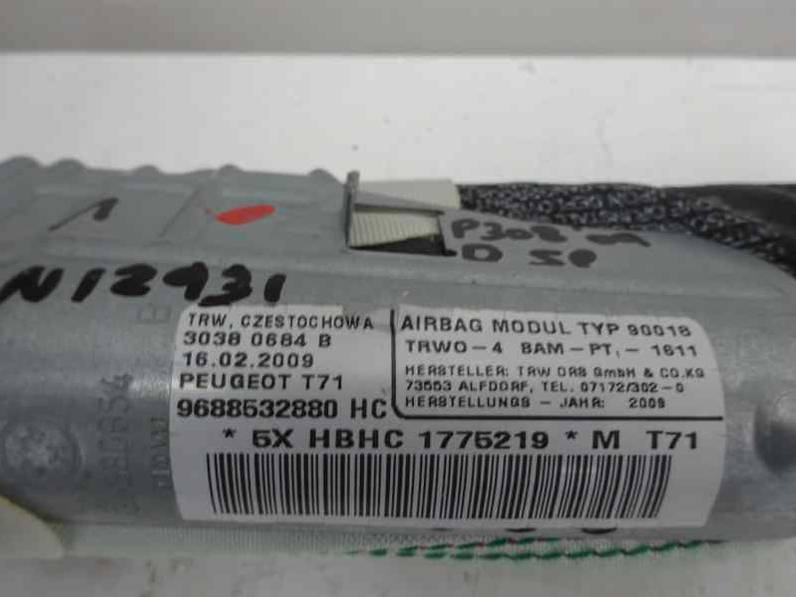 P308
D
N12931
TRW, CZESTOCHOWA
3038 0684 B
16.02.2009
PEUGEOT T71
9688532880 HC
AIRBAG MODUL TYP 90018
TRWO-4 BAM-PT,-1611
HERSTELLER: TRW ORS GmbH & CO.KG
73553 ALFDORF, TEL. 07172/302-0
HERSTELLUNGS - JAHR: 2009
* 5X HBHC 1775219 * M T71